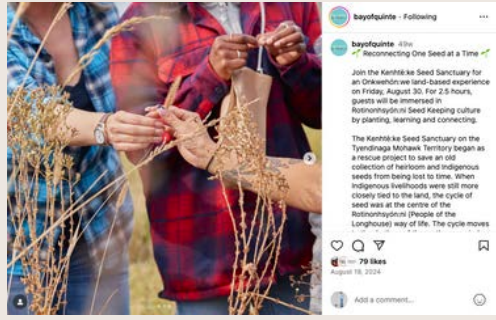 bayofquinte · Following
bayofquinte 49w
🌱 Reconnecting One Seed at a Time 🌱
Join the Kenhtè:ke Seed Sanctuary for
an Onkwehón:we land-based experience
on Friday, August 30. For 2.5 hours,
guests will be immersed in
Rotinonhsyón:ni Seed Keeping culture
by planting, learning and connecting.
The Kenhtè:ke Seed Sanctuary on the
Tyendinaga Mohawk Territory began as
a rescue project to save an old
collection of heirloom and Indigenous
seeds from being lost to time. When
Indigenous livelihoods were still more
closely tied to the land, the cycle of
seed was at the centre of the
Rotinonhsyón:ni (People of the
Longhouse) way of life. The cycle moves
79 likes
August 19, 2024
Add a comment...